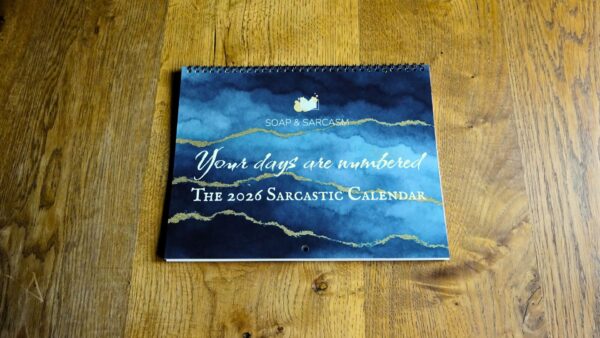 SOAP & SARCASM
Your days are numbered
The 2026 Sarcastic Calendar